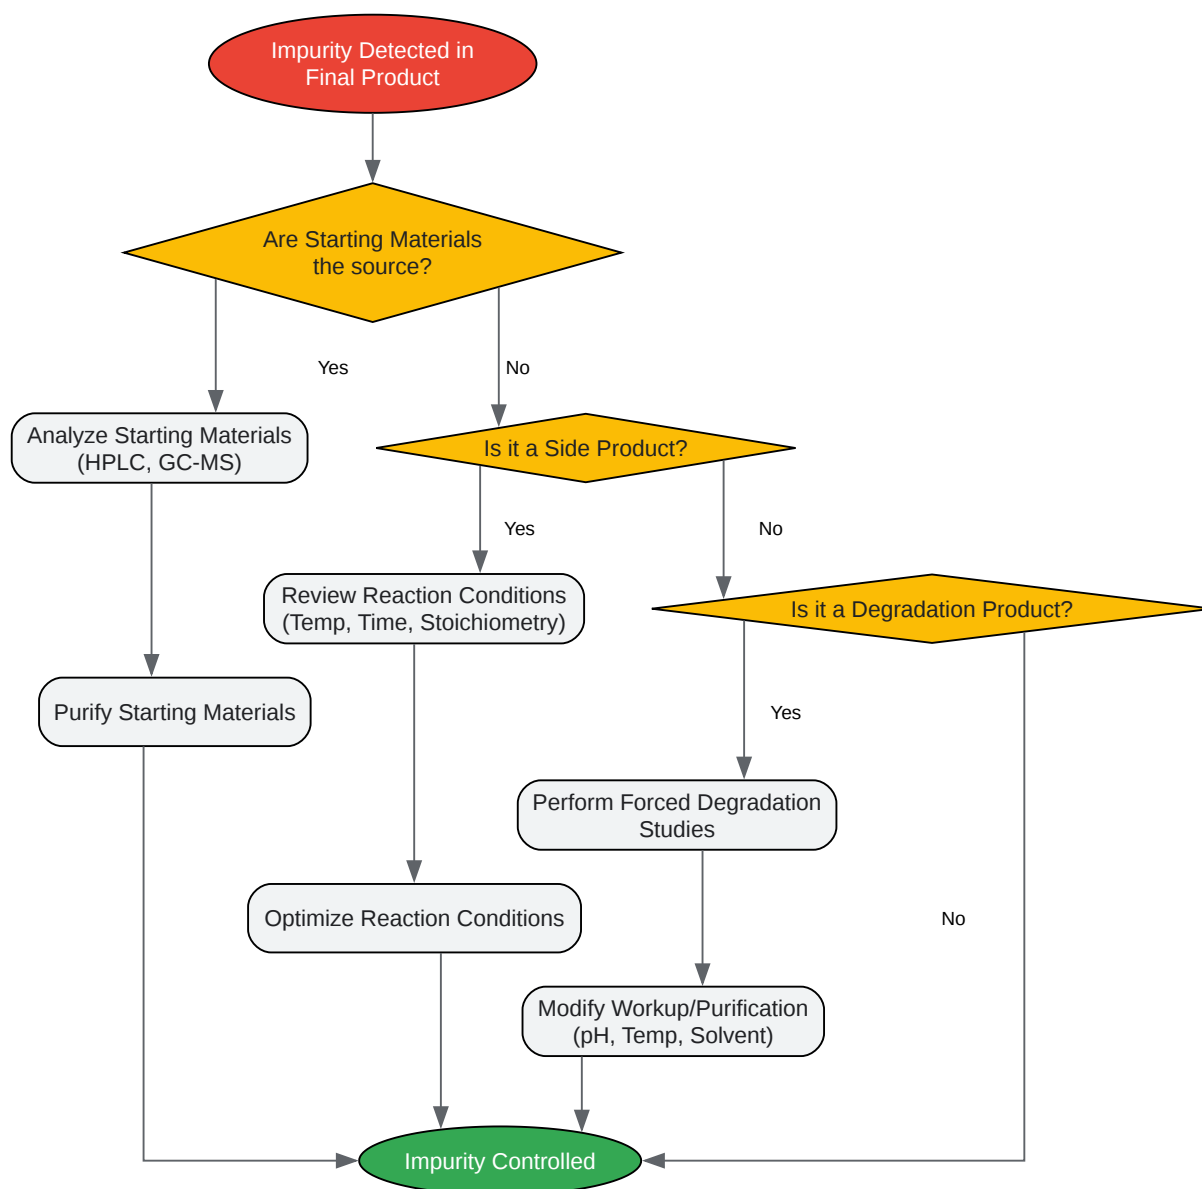 Impurity Detected in
Final Product
Are Starting Materials
the source?
Yes
No
Analyze Starting Materials
(HPLC, GC-MS)
Is it a Side Product?
Yes
No
Review Reaction Conditions
(Temp, Time, Stoichiometry)
Is it a Degradation Product?
Purify Starting Materials
Yes
Perform Forced Degradation
Studies
Optimize Reaction Conditions
No
Modify Workup/Purification
(pH, Temp, Solvent)
Impurity Controlled